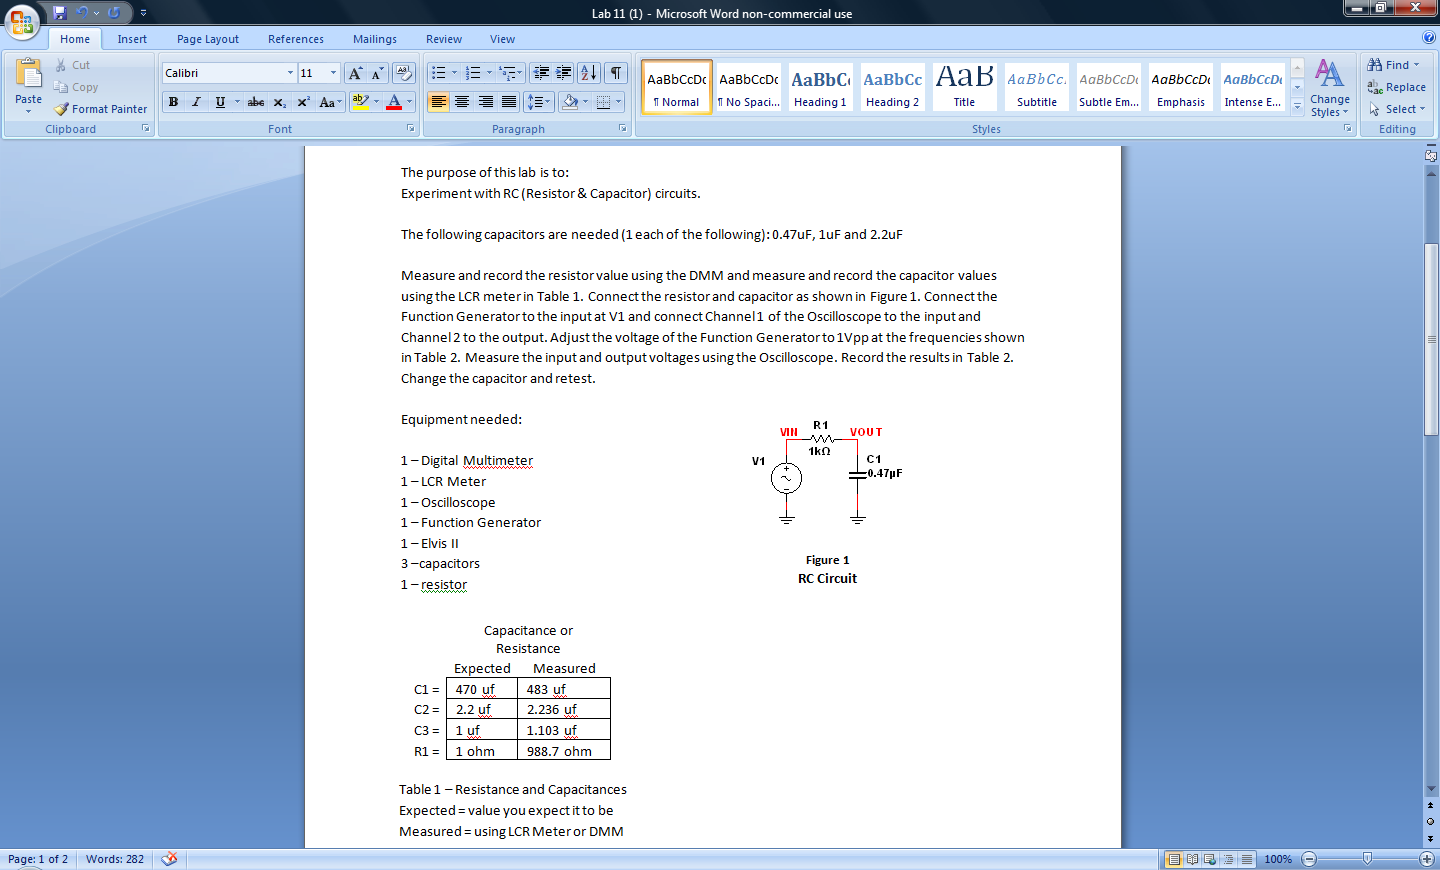 Lab 11 (1) - Microsoft Word non-commercial use
Home Insert Page Layout References Mailings Review View
Paste
Cut
Copy
Format Painter
Clipboard
Calibri 11
B I U abc x₂ x² Aa ab A
Font
Paragraph
AaBbCcDc AaBbCcDc AaBbC AaBbCc AaB AaBbCc. AaBbCcDc AaBbCcDc AaBbCcDc
¶ Normal ¶ No Spaci... Heading 1 Heading 2 Title Subtitle Subtle Em... Emphasis Intense E...
Styles
Change
Styles
Find
Replace
Select
Editing
The purpose of this lab is to:
Experiment with RC (Resistor & Capacitor) circuits.
The following capacitors are needed (1 each of the following): 0.47uF, 1uF and 2.2uF
Measure and record the resistor value using the DMM and measure and record the capacitor values
using the LCR meter in Table 1. Connect the resistor and capacitor as shown in Figure 1. Connect the
Function Generator to the input at V1 and connect Channel 1 of the Oscilloscope to the input and
Channel 2 to the output. Adjust the voltage of the Function Generator to 1Vpp at the frequencies shown
in Table 2. Measure the input and output voltages using the Oscilloscope. Record the results in Table 2.
Change the capacitor and retest.
Equipment needed:
1 – Digital Multimeter
1 – LCR Meter
1 – Oscilloscope
1 – Function Generator
1 – Elvis II
3 –capacitors
1 – resistor
VIN R1 VOUT
1kΩ
V1
C1
0.47µF
Figure 1
RC Circuit
Capacitance or
Resistance
Expected Measured
C1 = 470 uf 483 uf
C2 = 2.2 uf 2.236 uf
C3 = 1 uf 1.103 uf
R1 = 1 ohm 988.7 ohm
Table 1 – Resistance and Capacitances
Expected = value you expect it to be
Measured = using LCR Meter or DMM
Page: 1 of 2 Words: 282 100%